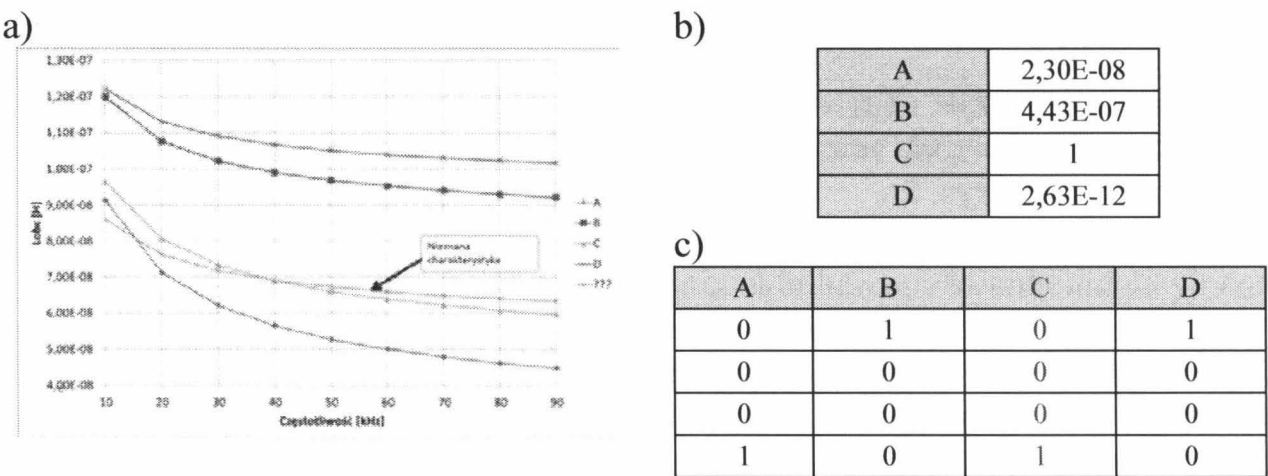 a)
1,30E-07
1,20E-07
1,10E-07
1,00E-07
9,00E-08
8,00E-08
7,00E-08
6,00E-08
5,00E-08
4,00E-08
Lobw [H]
10 20 30 40 50 60 70 80 90
Częstotliwość [kHz]
Nieznana
charakterystyka
A
B
C
D
???
b)
A 2,30E-08
B 4,43E-07
C 1
D 2,63E-12
c)
A B C D
0 1 0 1
0 0 0 0
0 0 0 0
1 0 1 0